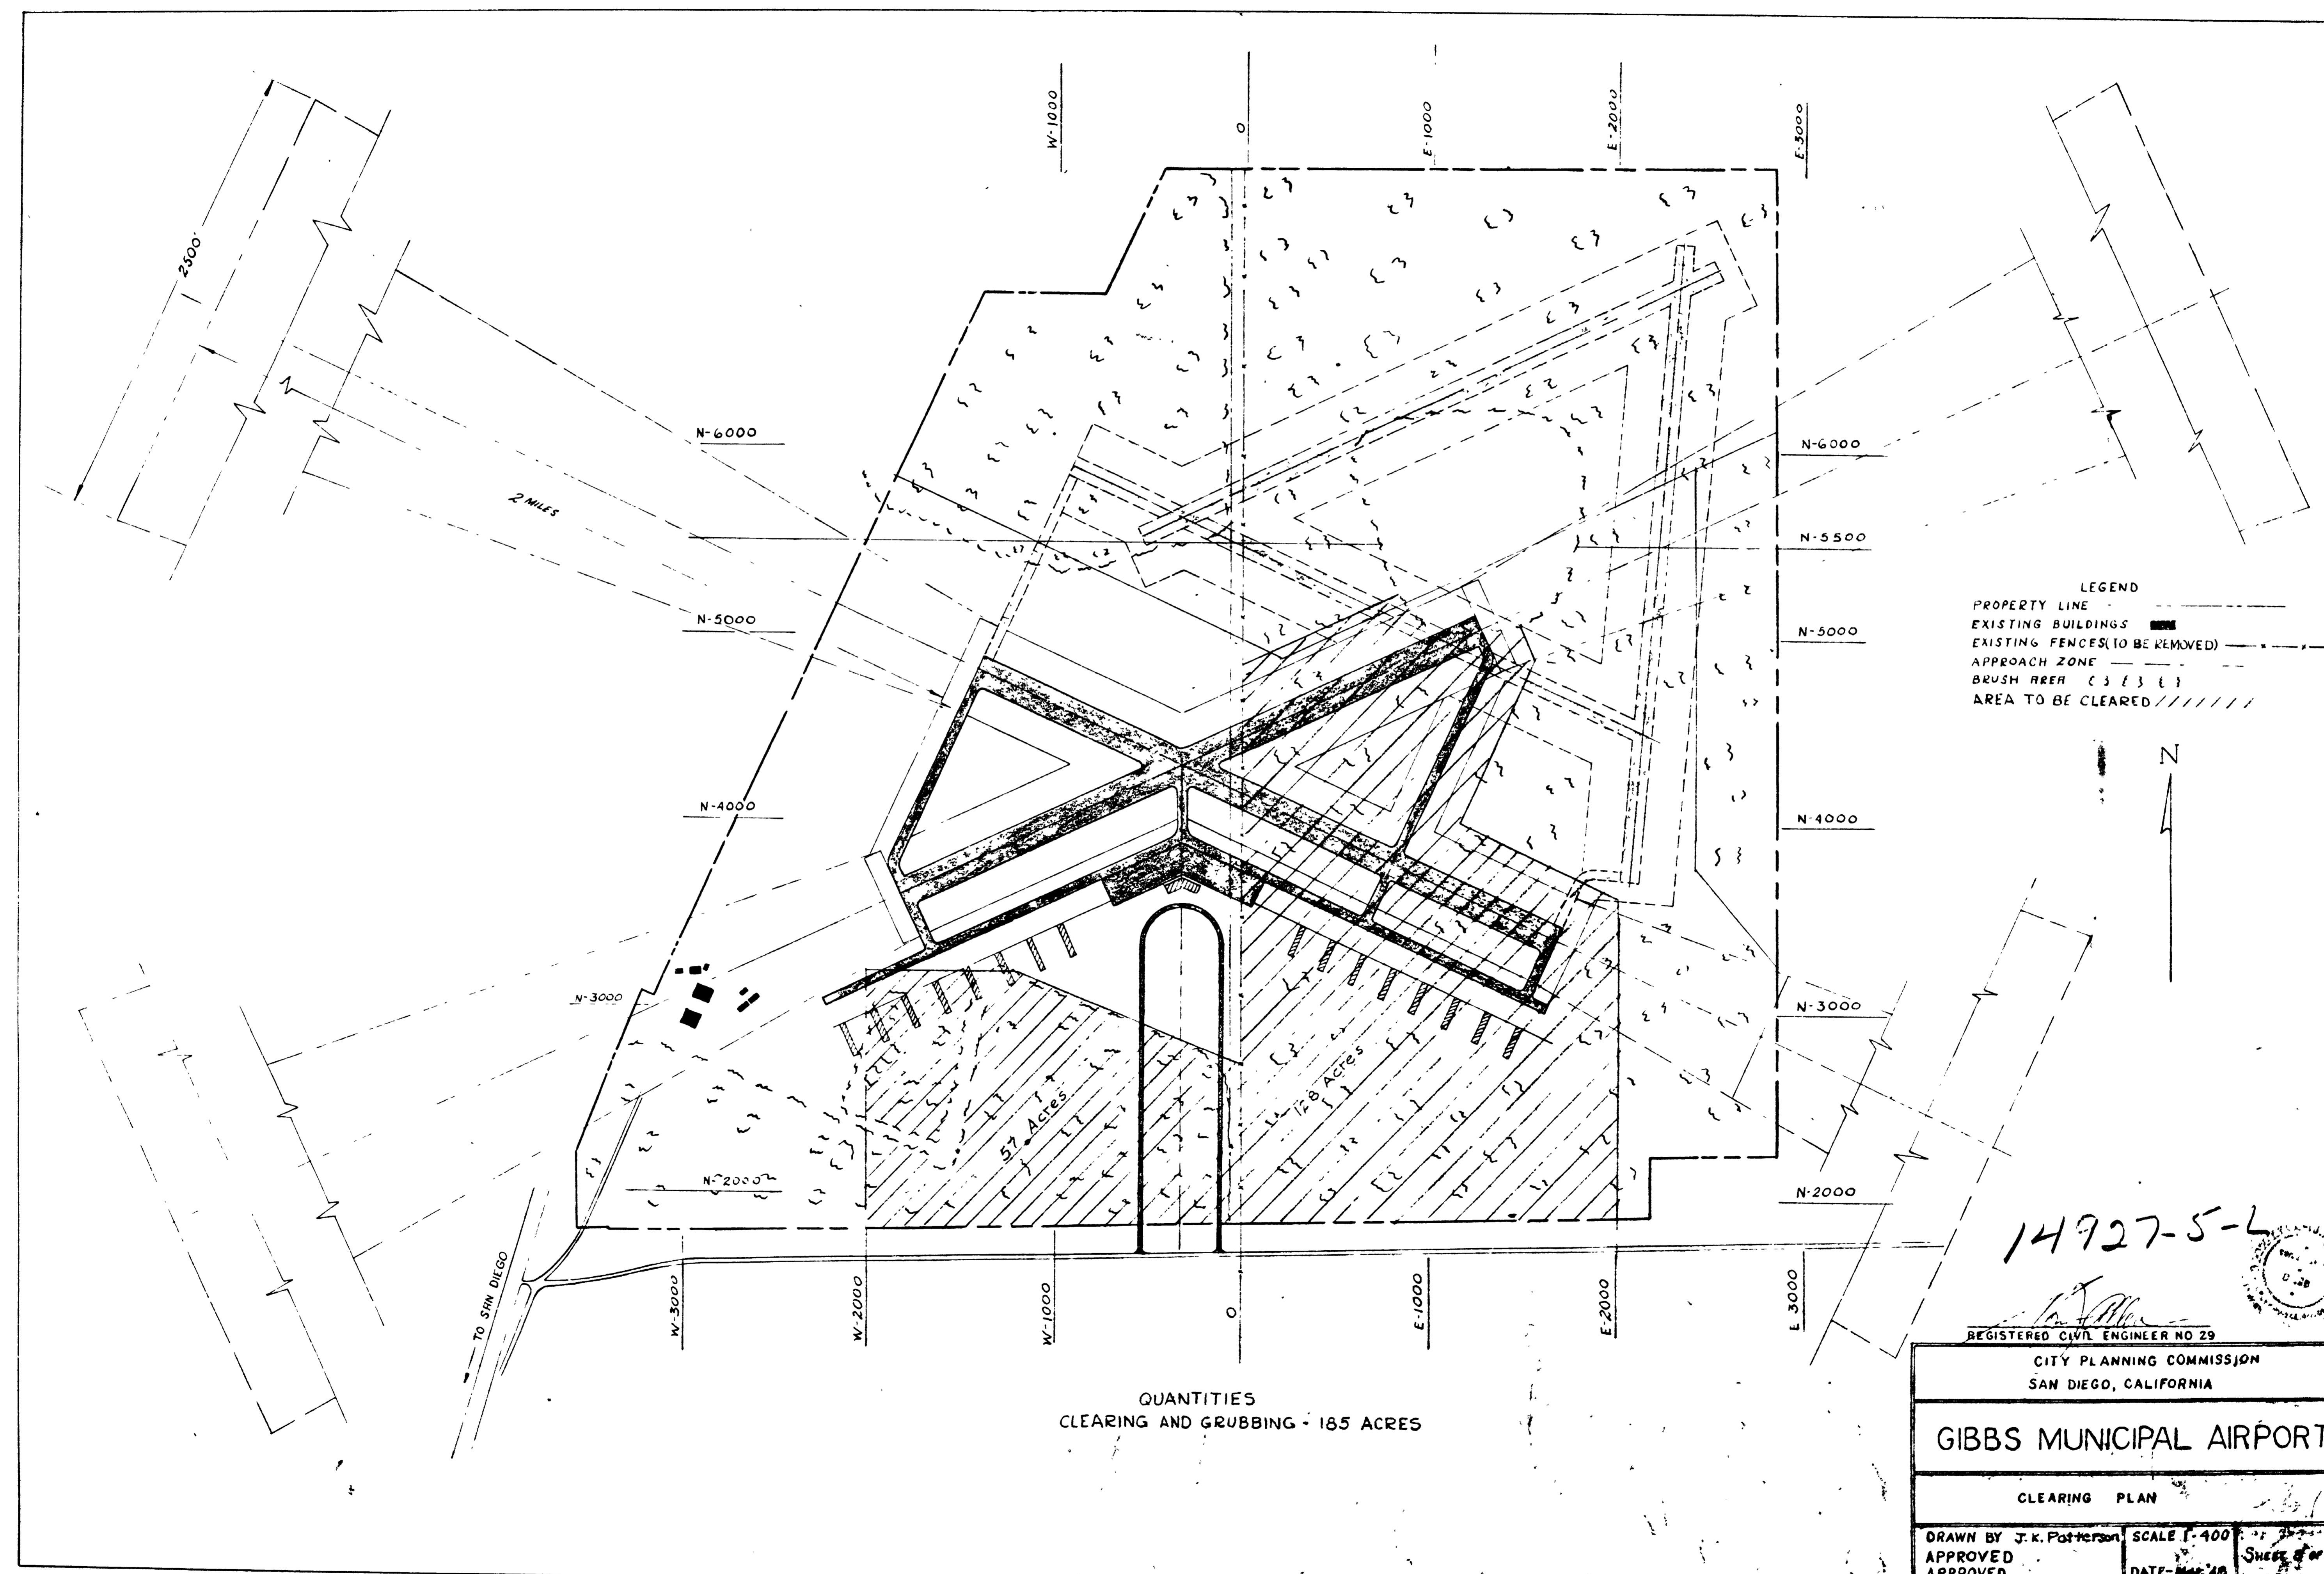 W-1000
0
E-1000
E-2000
E-3000
2500'
2 MILES
N-6000
N-6000
N-5500
N-5000
N-5000
N-4000
N-4000
N-3000
N-3000
N-2000
N-2000
57 Acres
128 Acres
LEGEND
PROPERTY LINE
EXISTING BUILDINGS
EXISTING FENCES (TO BE REMOVED)
APPROACH ZONE
BRUSH AREA
AREA TO BE CLEARED
N
TO SAN DIEGO
W-3000
W-2000
W-1000
0
E-1000
E-2000
E 3000
QUANTITIES
CLEARING AND GRUBBING - 185 ACRES
14927-5-L
REGISTERED CIVIL ENGINEER NO 29
CITY PLANNING COMMISSION
SAN DIEGO, CALIFORNIA
GIBBS MUNICIPAL AIRPORT
CLEARING PLAN
DRAWN BY J.K. Patterson
SCALE 1-400
APPROVED
APPROVED
DATE-
SHEET